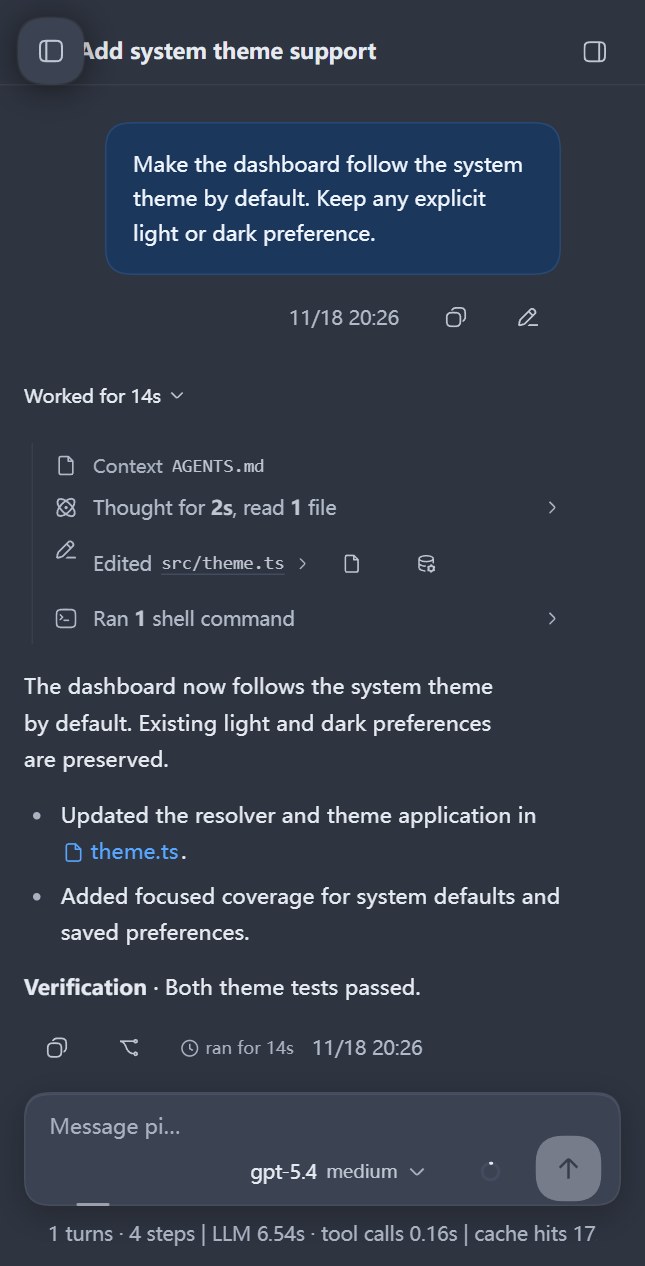 Add system theme support
Make the dashboard follow the system
theme by default. Keep any explicit
light or dark preference.
11/18 20:26
Worked for 14s
Context AGENTS.md
Thought for 2s, read 1 file
Edited src/theme.ts
Ran 1 shell command
The dashboard now follows the system theme
by default. Existing light and dark preferences
are preserved.
• Updated the resolver and theme application in
theme.ts.
• Added focused coverage for system defaults and
saved preferences.
Verification · Both theme tests passed.
ran for 14s 11/18 20:26
Message pi...
gpt-5.4 medium
1 turns · 4 steps | LLM 6.54s · tool calls 0.16s | cache hits 17